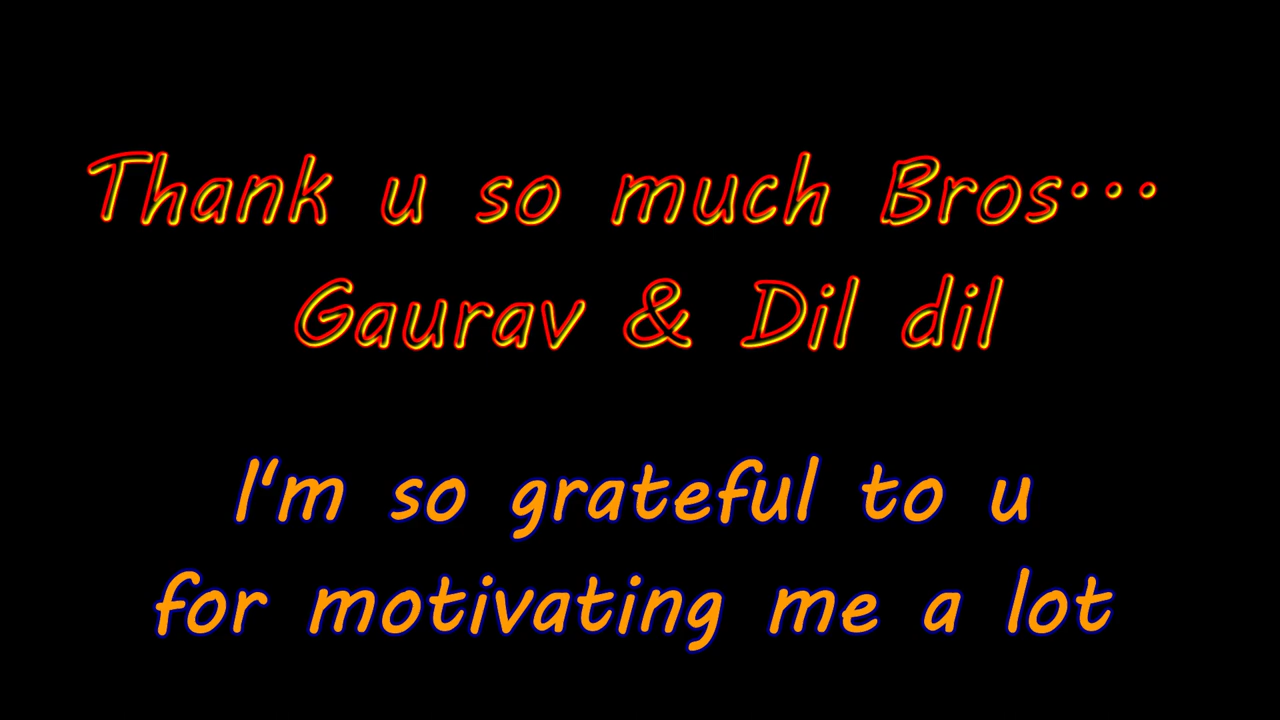 Thank u so much Bros···
Gaurav & Dil dil
I'm so grateful to u
for motivating me a lot